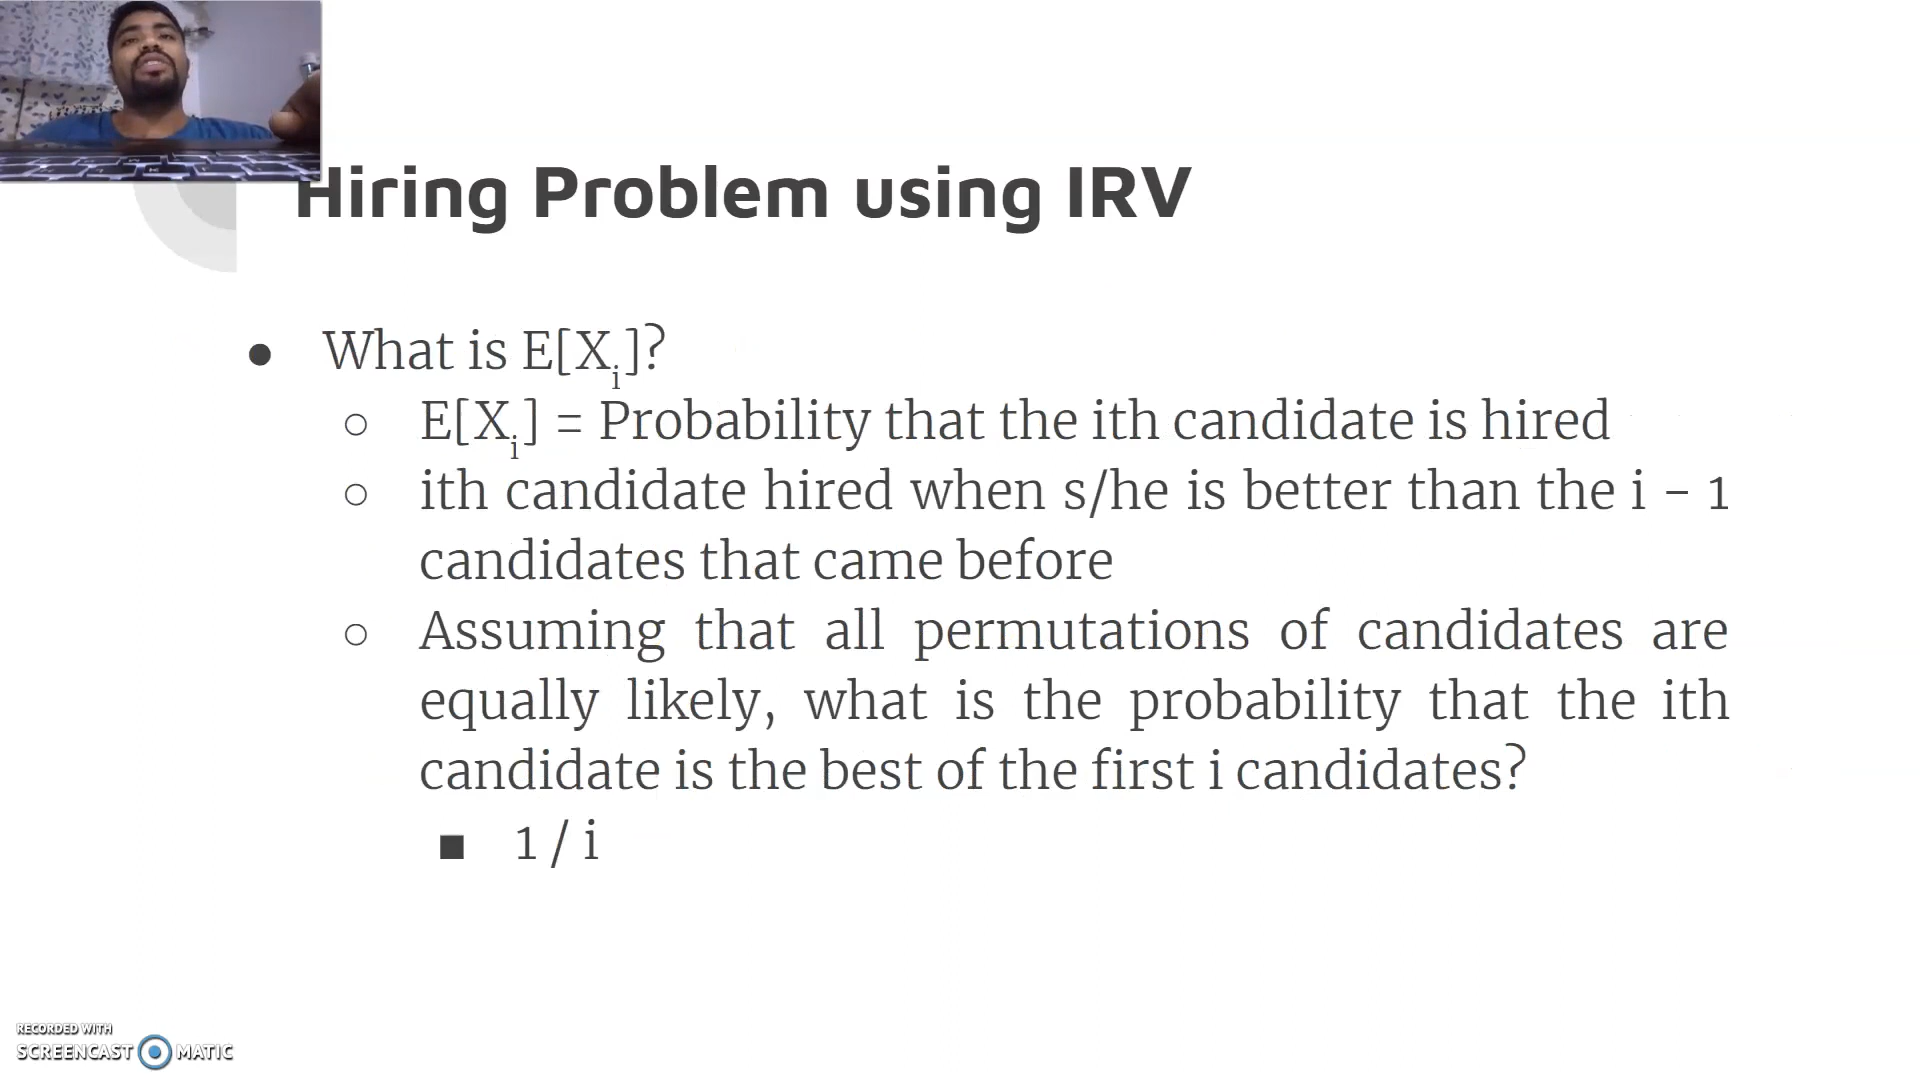 Hiring Problem using IRV
● What is E[Xᵢ]?
○ E[Xᵢ] = Probability that the ith candidate is hired
○ ith candidate hired when s/he is better than the i − 1
candidates that came before
○ Assuming that all permutations of candidates are
equally likely, what is the probability that the ith
candidate is the best of the first i candidates?
■ 1 / i
RECORDED WITH
SCREENCAST MATIC